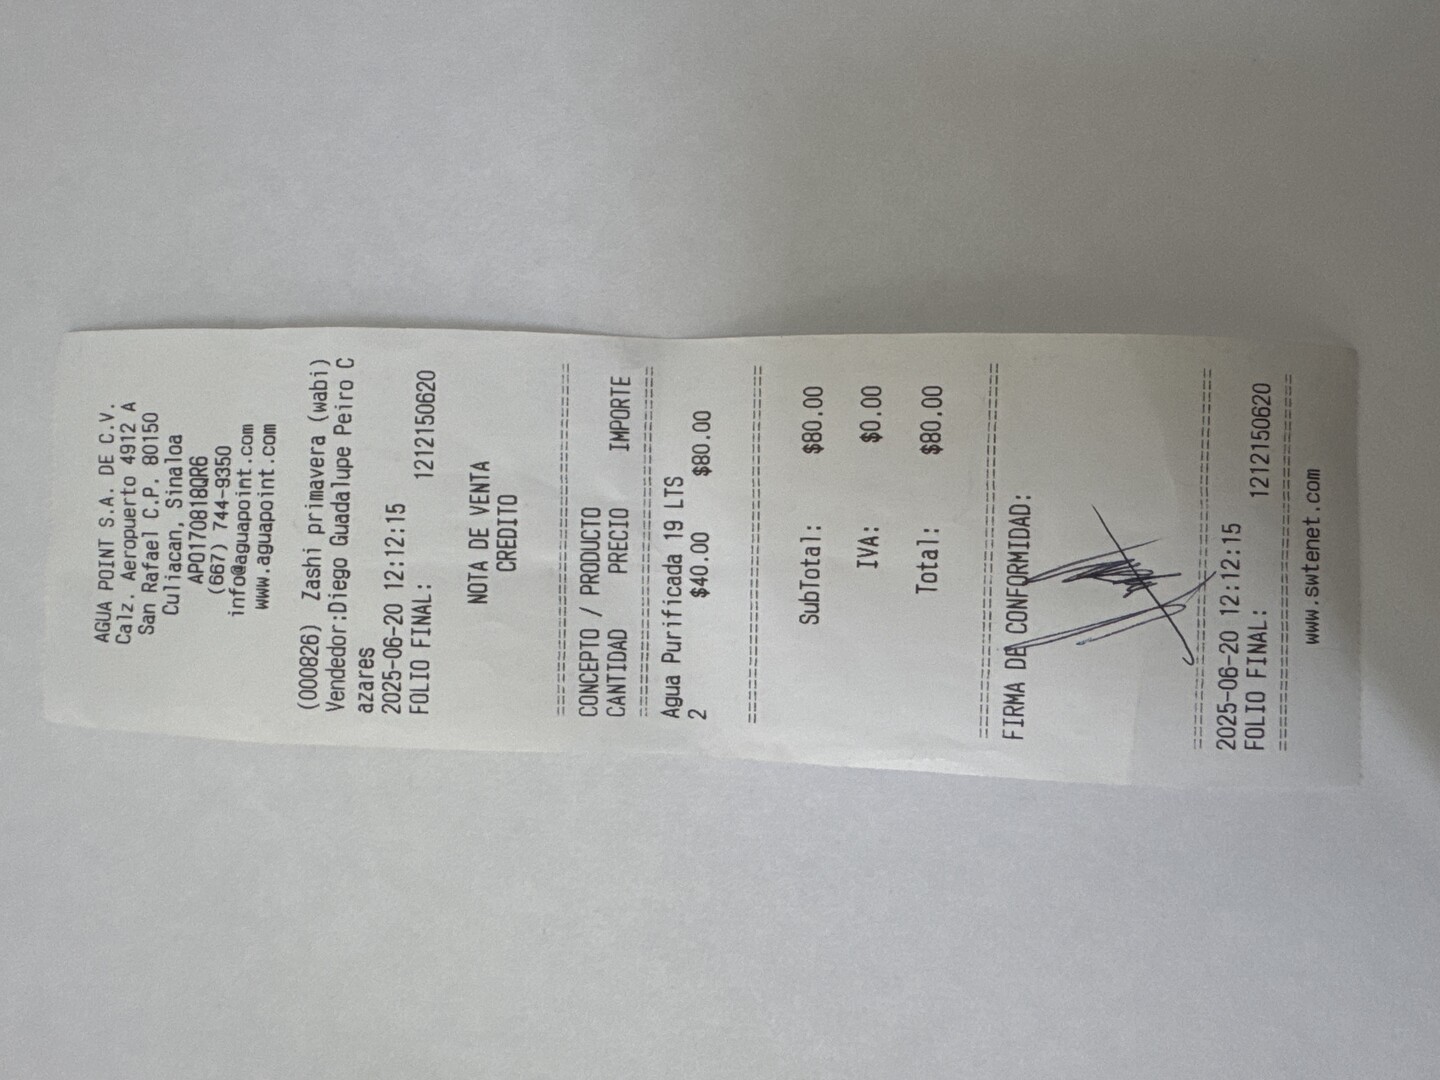 AGUA POINT S.A. DE C.V.
Calz. Aeropuerto 4912 A
San Rafael C.P. 80150
Culiacan, Sinaloa
APO170818QR6
(667) 744-9350
info@aguapoint.com
www.aguapoint.com
(000826) Zashi primavera (wabi)
Vendedor:Diego Guadalupe Peiro C
azares
2025-06-20 12:12:15
FOLIO FINAL: 1212150620
NOTA DE VENTA
CREDITO
================================
CONCEPTO / PRODUCTO
CANTIDAD PRECIO IMPORTE
================================
Agua Purificada 19 LTS
2 $40.00 $80.00
================================
SubTotal: $80.00
IVA: $0.00
Total: $80.00
================================
FIRMA DE CONFORMIDAD:
================================
2025-06-20 12:12:15
FOLIO FINAL: 1212150620
================================
www.swtenet.com